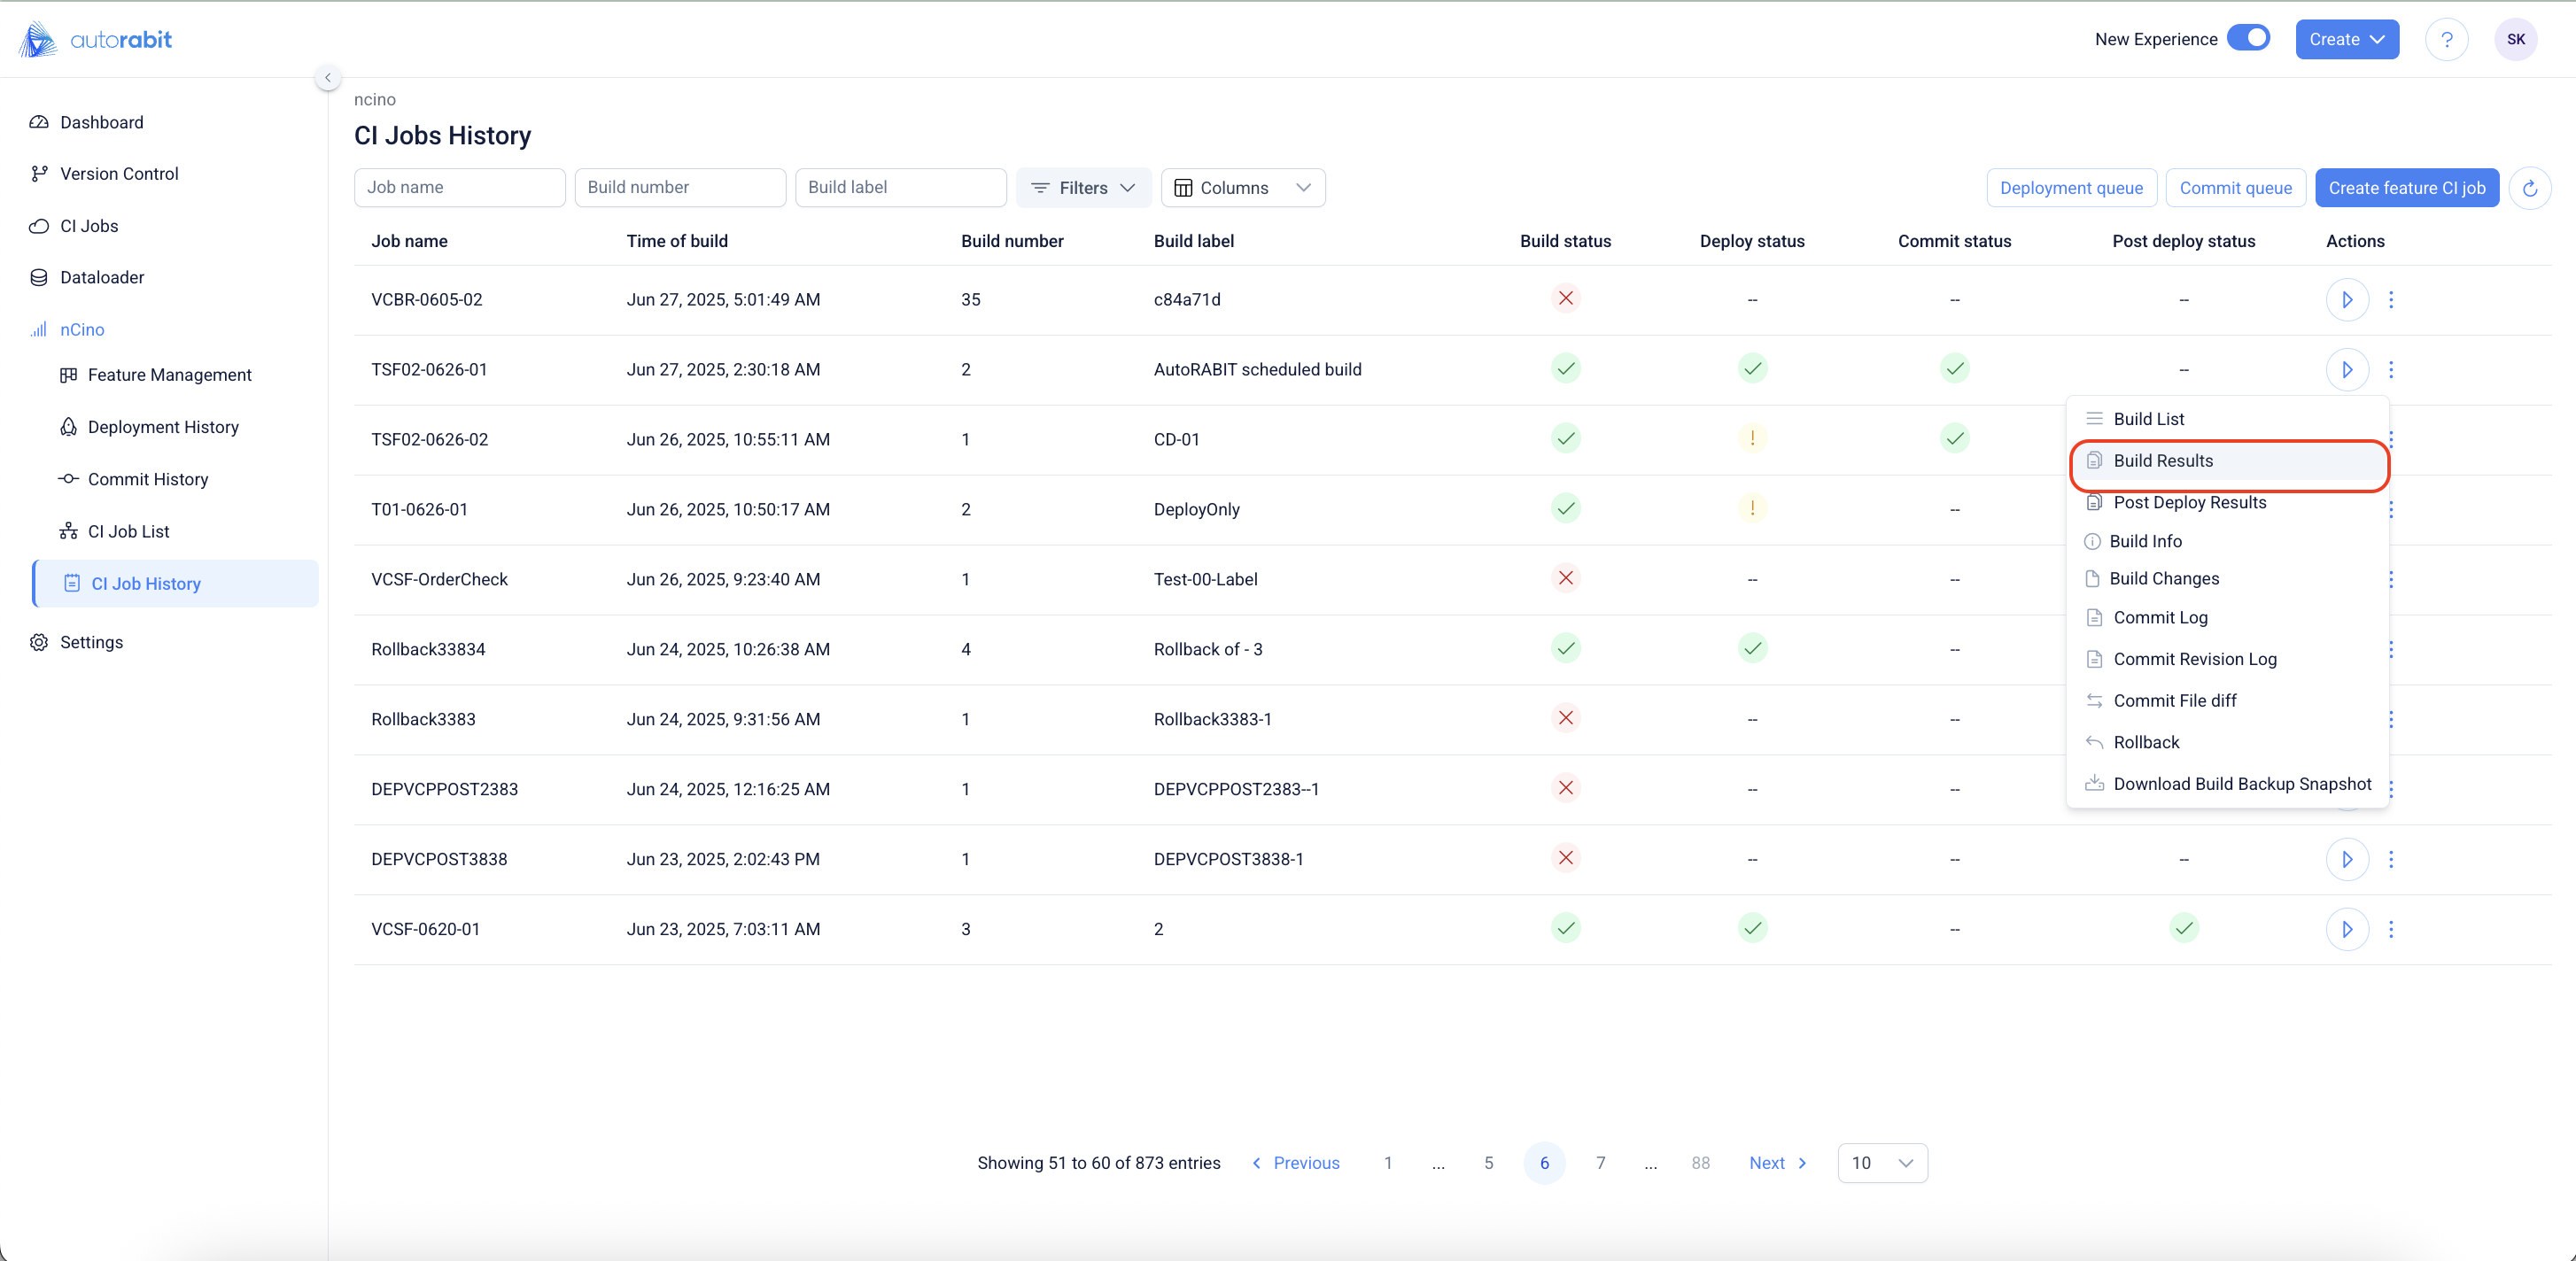 autorabit
New Experience
Create
?
SK
Dashboard
Version Control
CI Jobs
Dataloader
nCino
Feature Management
Deployment History
Commit History
CI Job List
CI Job History
Settings
ncino
CI Jobs History
Job name
Build number
Build label
Filters
Columns
Deployment queue
Commit queue
Create feature CI job
Job name Time of build Build number Build label Build status Deploy status Commit status Post deploy status Actions
VCBR-0605-02 Jun 27, 2025, 5:01:49 AM 35 c84a71d -- -- --
TSF02-0626-01 Jun 27, 2025, 2:30:18 AM 2 AutoRABIT scheduled build --
TSF02-0626-02 Jun 26, 2025, 10:55:11 AM 1 CD-01 !
T01-0626-01 Jun 26, 2025, 10:50:17 AM 2 DeployOnly ! --
VCSF-OrderCheck Jun 26, 2025, 9:23:40 AM 1 Test-00-Label -- --
Rollback33834 Jun 24, 2025, 10:26:38 AM 4 Rollback of - 3 --
Rollback3383 Jun 24, 2025, 9:31:56 AM 1 Rollback3383-1 -- --
DEPVCPPOST2383 Jun 24, 2025, 12:16:25 AM 1 DEPVCPPOST2383--1 -- --
DEPVCPOST3838 Jun 23, 2025, 2:02:43 PM 1 DEPVCPOST3838-1 -- -- --
VCSF-0620-01 Jun 23, 2025, 7:03:11 AM 3 2 --
Build List
Build Results
Post Deploy Results
Build Info
Build Changes
Commit Log
Commit Revision Log
Commit File diff
Rollback
Download Build Backup Snapshot
Showing 51 to 60 of 873 entries Previous 1 ... 5 6 7 ... 88 Next 10